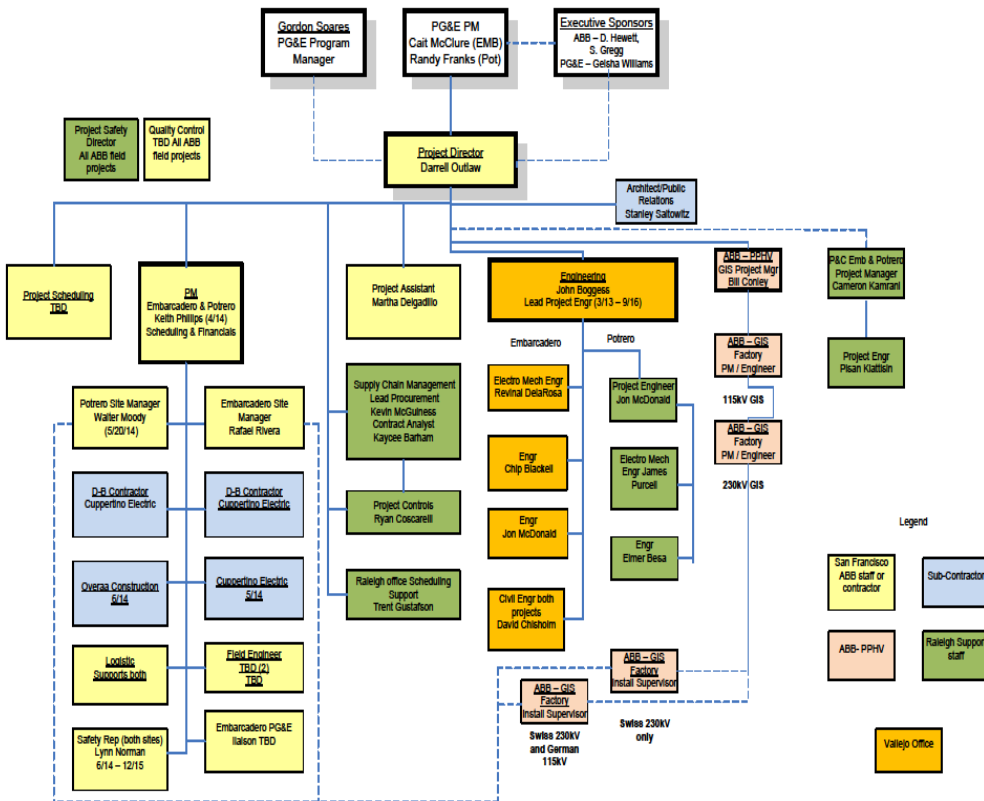 Gordon Soares
PG&E Program
Manager
PG&E PM
Cait McClure (EMB)
Randy Franks (Pot)
Executive Sponsors
ABB – D. Hewett,
S. Gregg
PG&E – Geisha Williams
Project Safety
Director
All ABB field
projects
Quality Control
TBD All ABB
field projects
Project Director
Darrell Outlaw
Architect/Public
Relations
Stanley Saitowitz
Project Scheduling
TBD
PM
Embarcadero & Potrero
Keith Phillips (4/14)
Scheduling & Financials
Project Assistant
Martha Delgadillo
Engineering
John Boggess
Lead Project Engr (3/13 – 9/16)
ABB – PPHV
GIS Project Mgr
Bill Conley
P&C Emb & Potrero
Project Manager
Cameron Kamrani
Embarcadero
Potrero
ABB – GIS
Factory
PM / Engineer
115kV GIS
Project Engr
Pisan Klattisin
Potrero Site Manager
Walter Moody
(5/20/14)
Embarcadero Site
Manager
Rafael Rivera
Supply Chain Management
Lead Procurement
Kevin McGuiness
Contract Analyst
Kaycee Barham
Electro Mech Engr
Revinal DelaRosa
Project Engineer
Jon McDonald
ABB – GIS
Factory
PM / Engineer
230kV GIS
D-B Contractor
Cuppertino Electric
D-B Contractor
Cuppertino Electric
Engr
Chip Blackell
Electro Mech
Engr James
Purcell
Project Controls
Ryan Coscarelli
Engr
Jon McDonald
Engr
Elmer Besa
Legend
Overaa Construction
5/14
Cuppertino Electric
5/14
Raleigh office Scheduling
Support
Trent Gustafson
Civil Engr both
projects
David Chisholm
San Francisco
ABB staff or
contractor
Sub-Contractor
Logistic
Supports both
Field Engineer
TBD (2)
TBD
ABB – GIS
Factory
Install Supervisor
ABB- PPHV
Raleigh Support
staff
ABB – GIS
Factory
Install Supervisor
Safety Rep (both sites)
Lynn Norman
6/14 – 12/15
Embarcadero PG&E
liaison TBD
Swiss 230kV
and German
115kV
Swiss 230kV
only
Vallejo Office